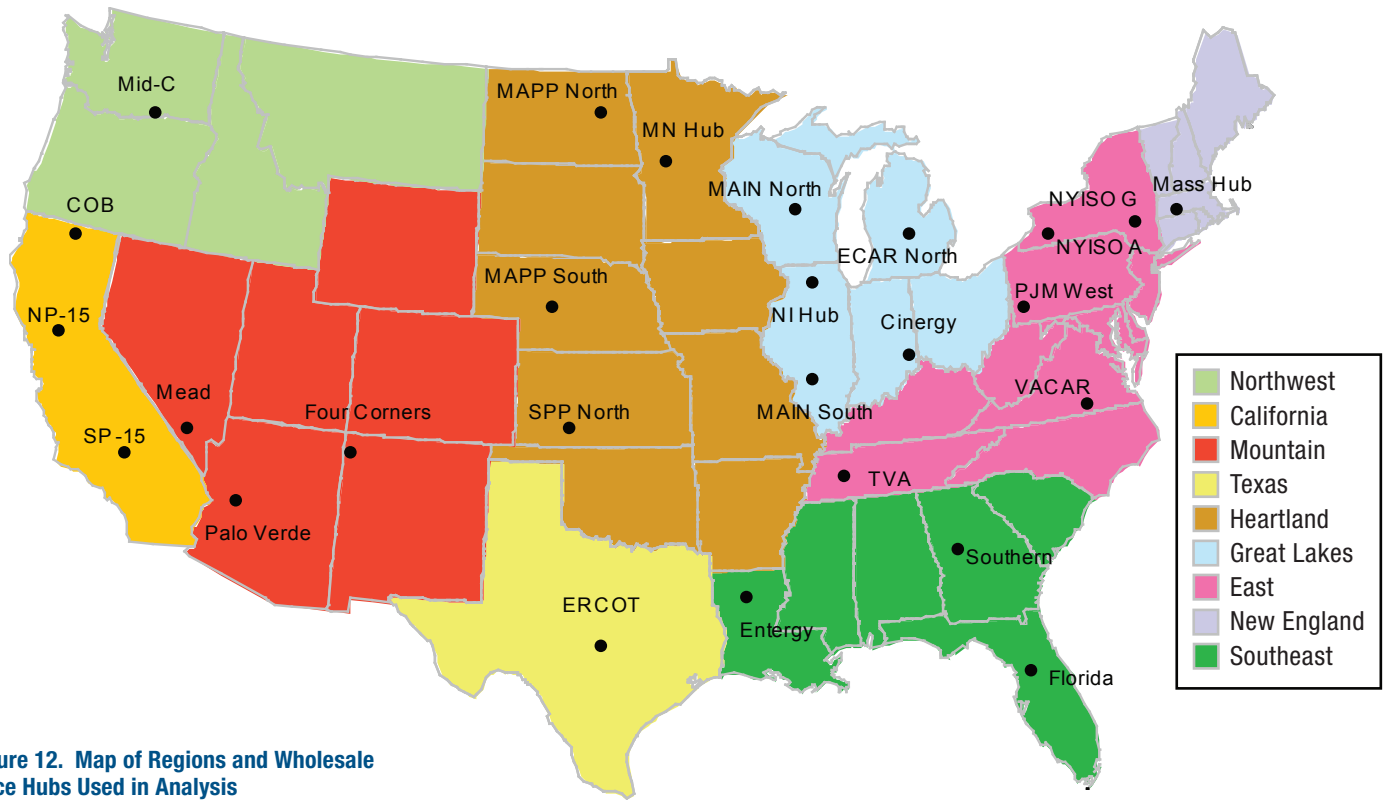 Mid-C
MAPP North
MN Hub
MAIN North
NYISO G
Mass Hub
COB
ECAR North
NYISO A
MAPP South
PJM West
NP-15
NI Hub
Cinergy
Mead
Four Corners
SPP North
MAIN South
VACAR
SP-15
TVA
Palo Verde
Southern
ERCOT
Entergy
Florida
Northwest
California
Mountain
Texas
Heartland
Great Lakes
East
New England
Southeast
ure 12. Map of Regions and Wholesale
ce Hubs Used in Analysis